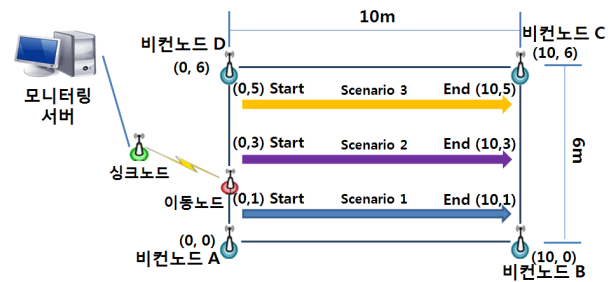 10m
비컨노드 D
비컨노드 C
(0, 6)
(10, 6)
모니터링
서버
(0,5) Start
Scenario 3
End (10,5)
(0,3) Start
Scenario 2
End (10,3)
6m
싱크노드
이동노드
(0,1) Start
Scenario 1
End (10,1)
(0, 0)
(10, 0)
비컨노드 A
비컨노드 B